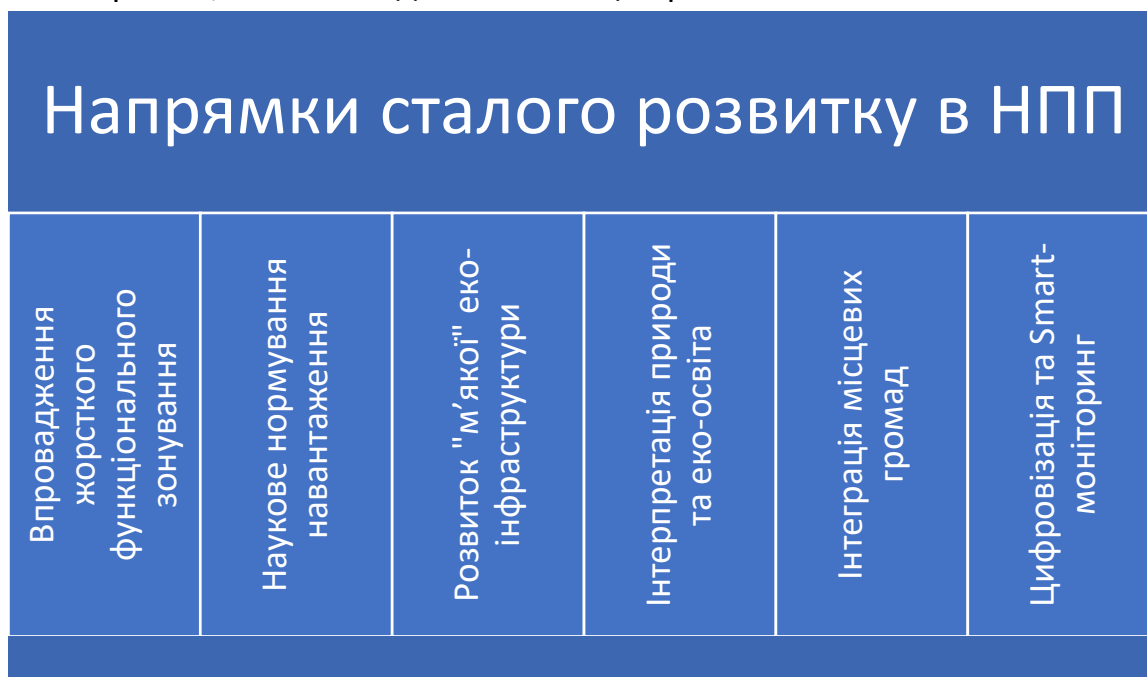 Напрямки сталого розвитку в НПП
Впровадження
жорсткого
функціонального
зонування
Наукове нормування
навантаження
Розвиток "м’якої" еко-
інфраструктури
Інтерпретація природи
та еко-освіта
Інтеграція місцевих
громад
Цифровізація та Smart-
моніторинг